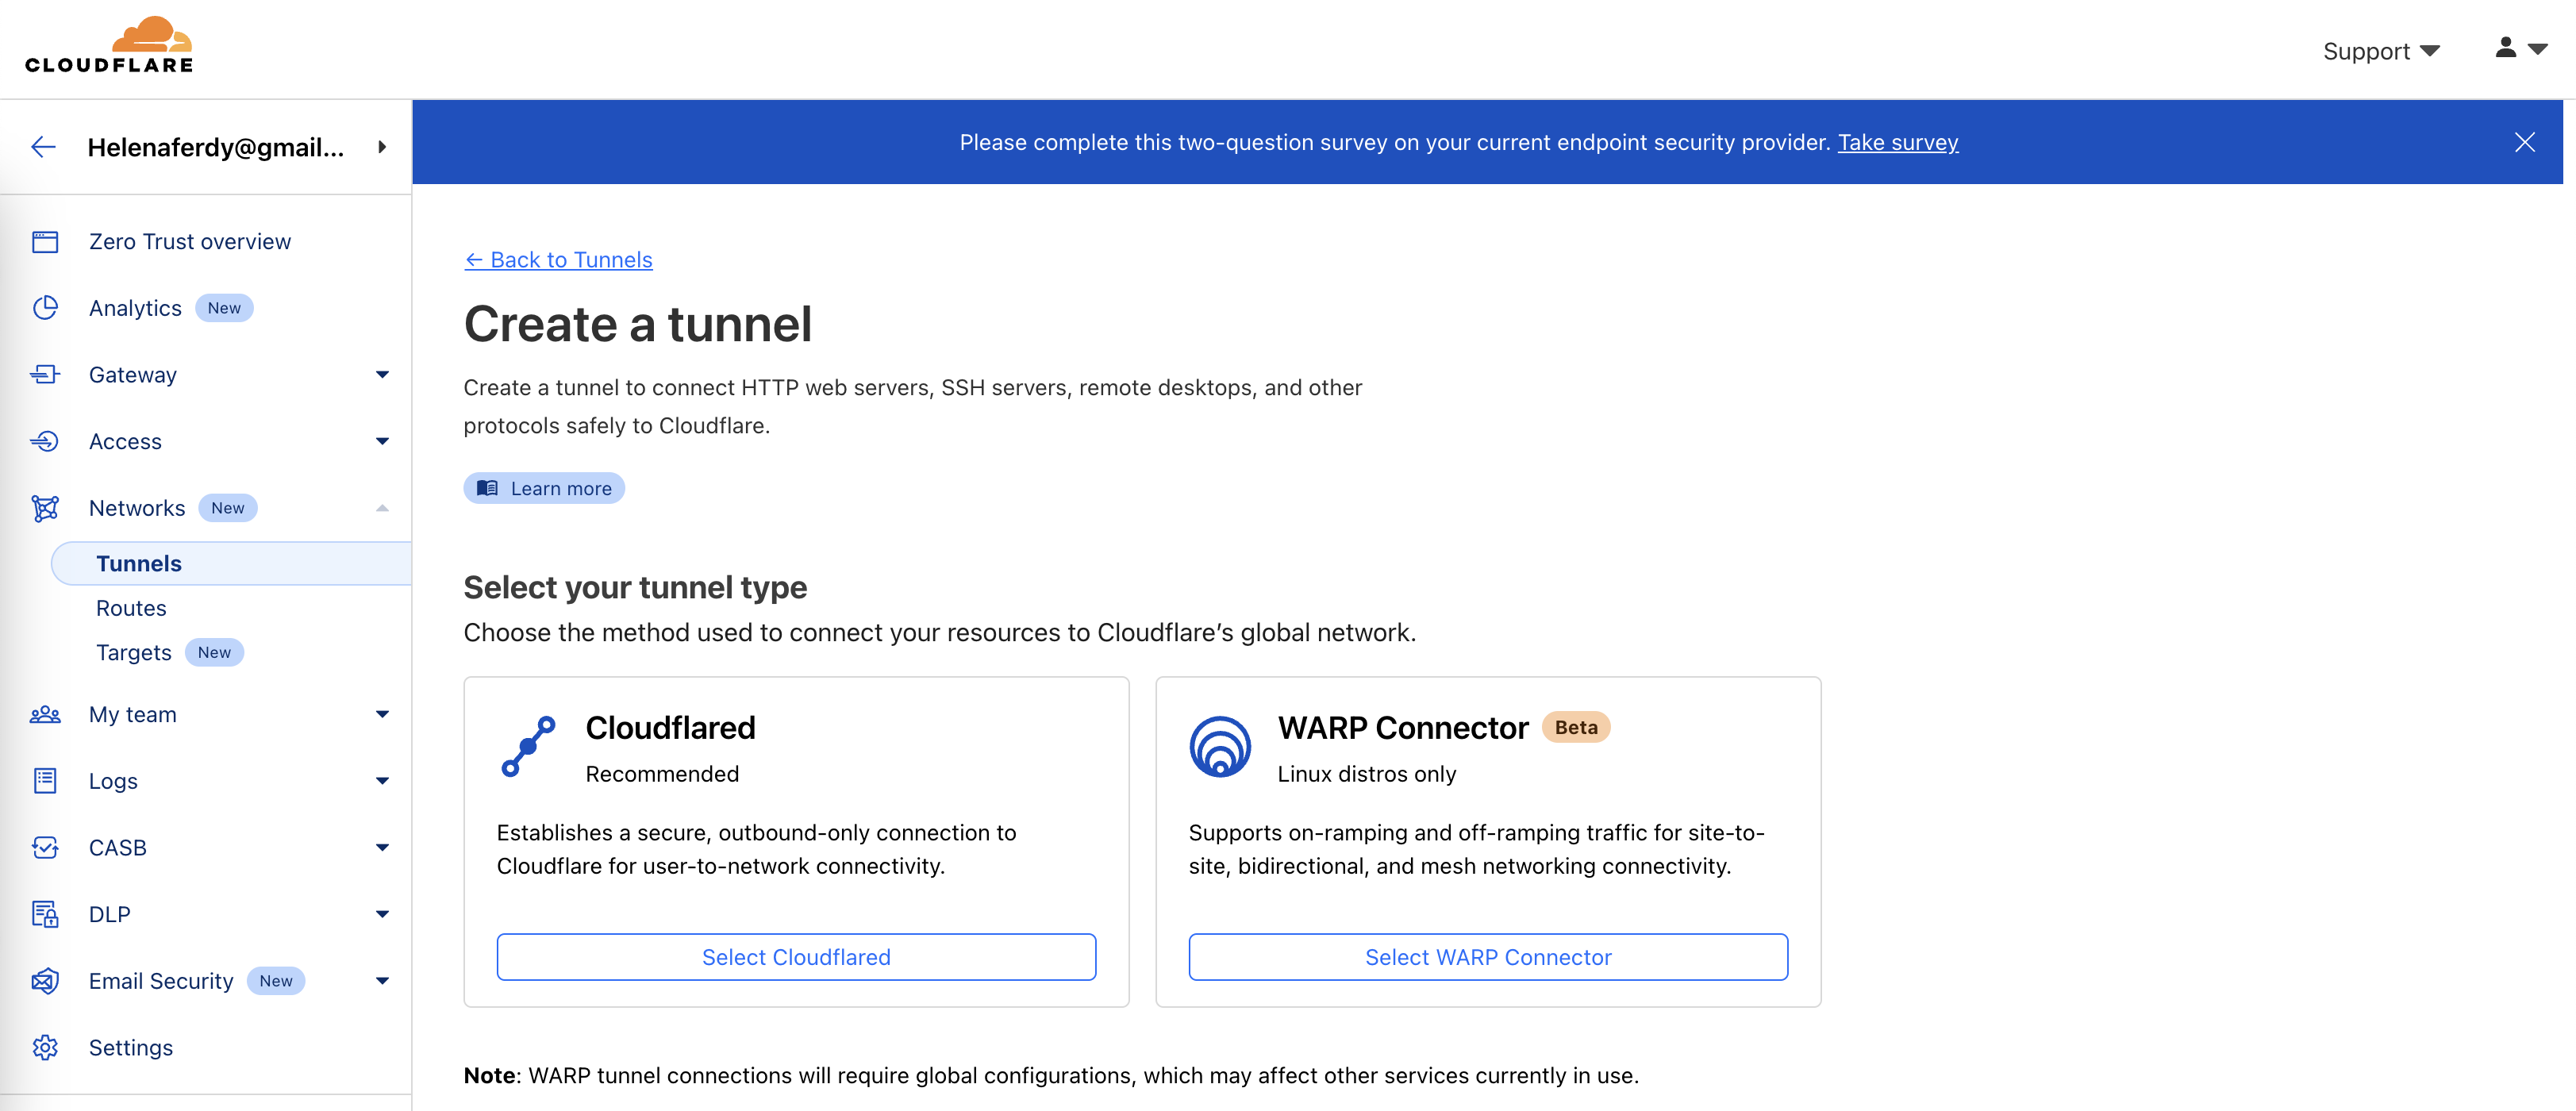 CLOUDFLARE
Support
Helenaferdy@gmail...
Please complete this two-question survey on your current endpoint security provider. Take survey
Zero Trust overview
Analytics New
Gateway
Access
Networks New
Tunnels
Routes
Targets New
My team
Logs
CASB
DLP
Email Security New
Settings
← Back to Tunnels
Create a tunnel
Create a tunnel to connect HTTP web servers, SSH servers, remote desktops, and other
protocols safely to Cloudflare.
Learn more
Select your tunnel type
Choose the method used to connect your resources to Cloudflare’s global network.
Cloudflared
Recommended
Establishes a secure, outbound-only connection to
Cloudflare for user-to-network connectivity.
Select Cloudflared
WARP Connector Beta
Linux distros only
Supports on-ramping and off-ramping traffic for site-to-
site, bidirectional, and mesh networking connectivity.
Select WARP Connector
Note: WARP tunnel connections will require global configurations, which may affect other services currently in use.